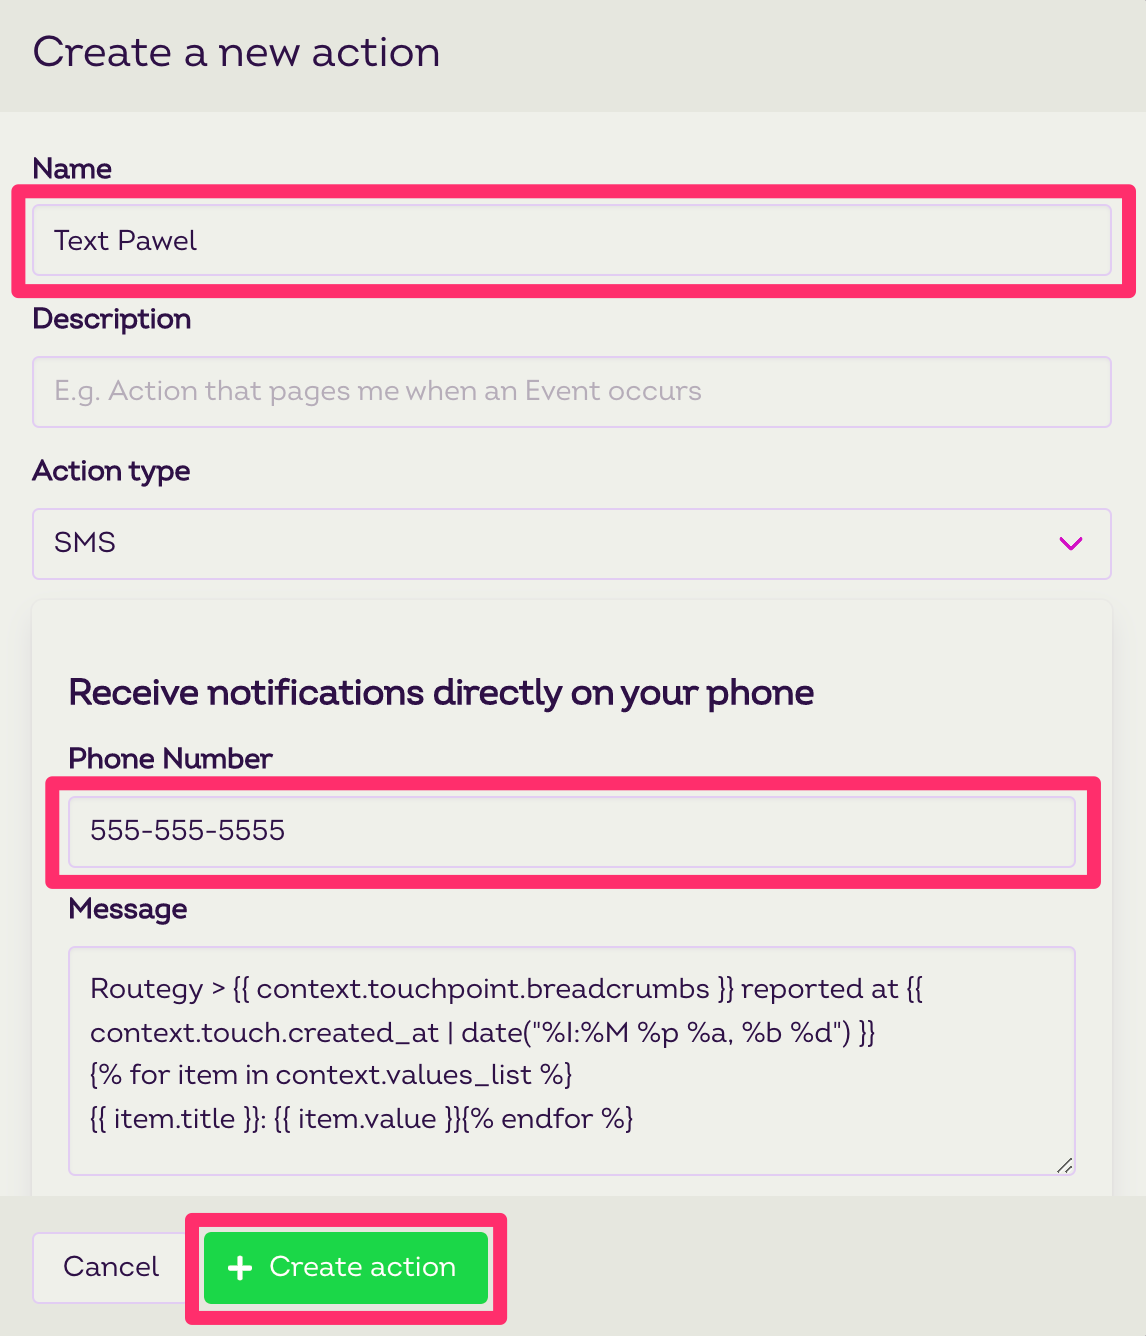 Create a new action
Name
Text Pawel
Description
E.g. Action that pages me when an Event occurs
Action type
SMS
Receive notifications directly on your phone
Phone Number
555-555-5555
Message
Routegy > {{ context.touchpoint.breadcrumbs }} reported at {{
context.touch.created_at | date("%I:%M %p %a, %b %d") }}
{% for item in context.values_list %}
{{ item.title }}: {{ item.value }}{% endfor %}
Cancel
+ Create action